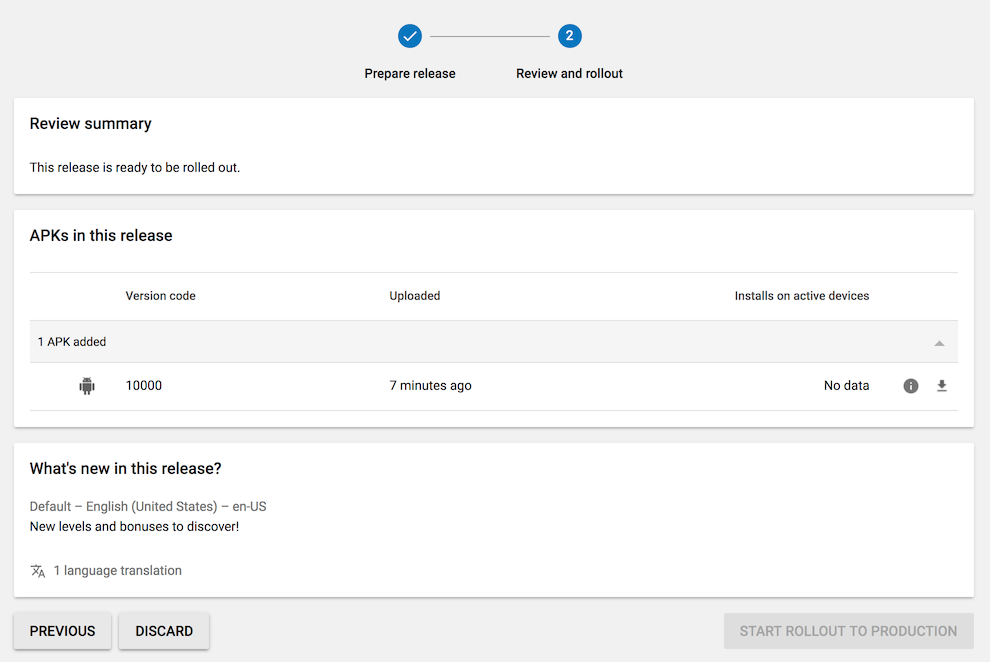 2
Prepare release
Review and rollout
Review summary
This release is ready to be rolled out.
APKs in this release
Version code Uploaded Installs on active devices
1 APK added
10000 7 minutes ago No data
What's new in this release?
Default – English (United States) – en-US
New levels and bonuses to discover!
1 language translation
PREVIOUS DISCARD START ROLLOUT TO PRODUCTION